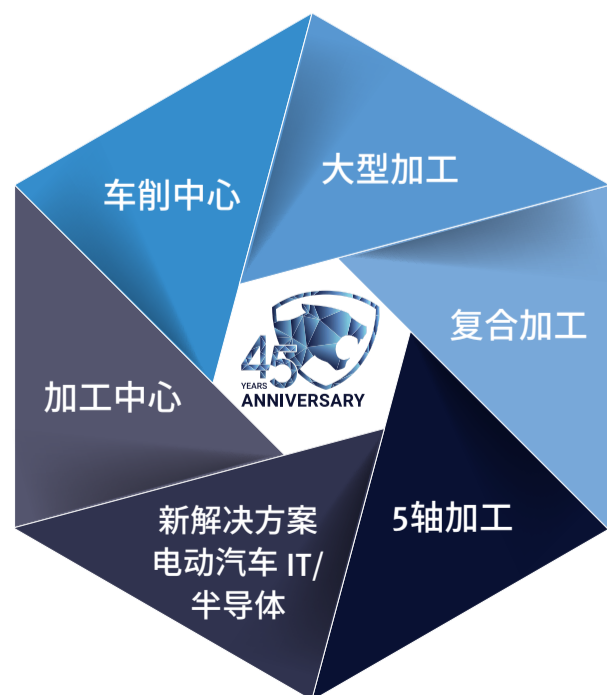 车削中心
大型加工
复合加工
5轴加工
新解决方案
电动汽车 IT/
半导体
加工中心
45
YEARS
ANNIVERSARY